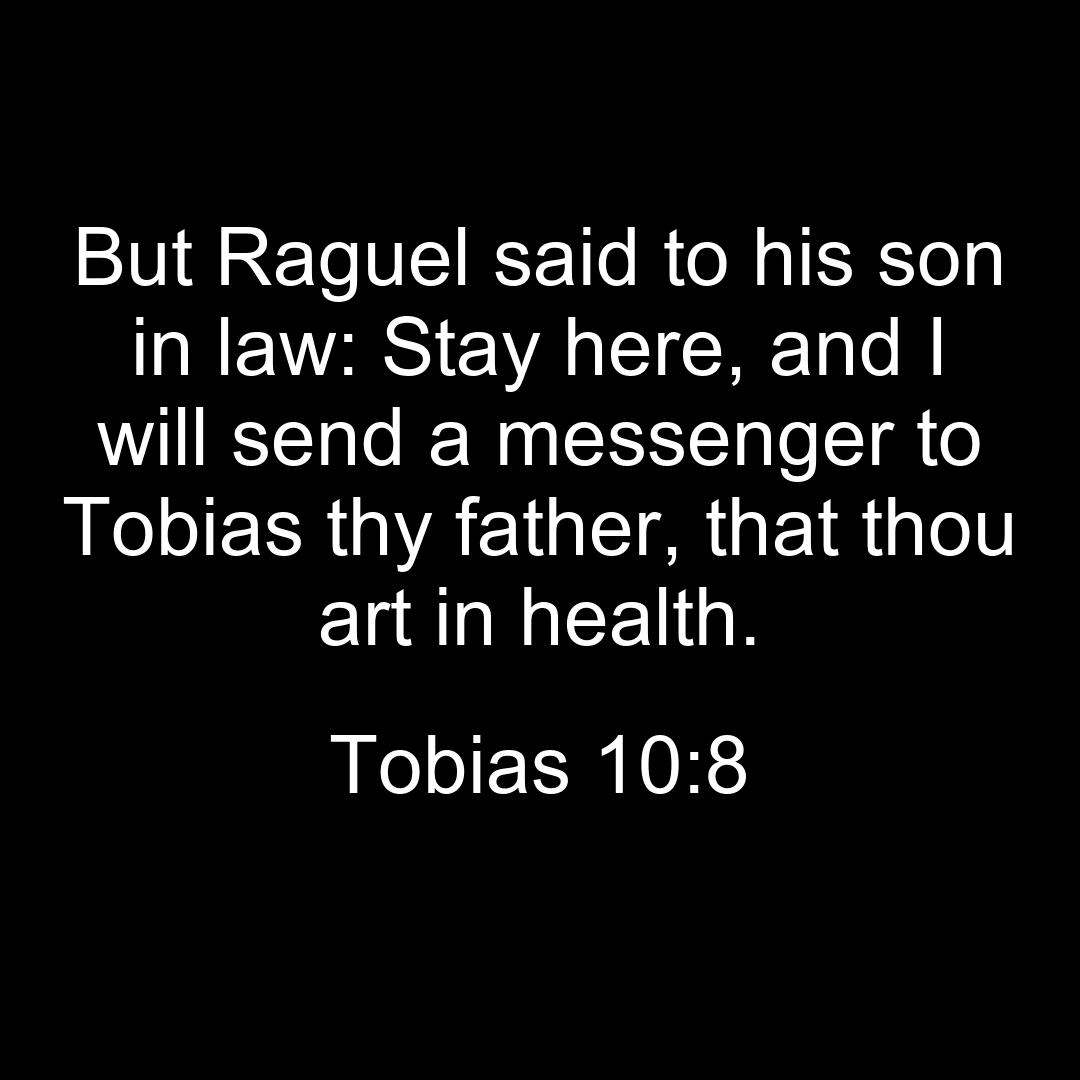 But Raguel said to his son
in law: Stay here, and I
will send a messenger to
Tobias thy father, that thou
art in health.
Tobias 10:8